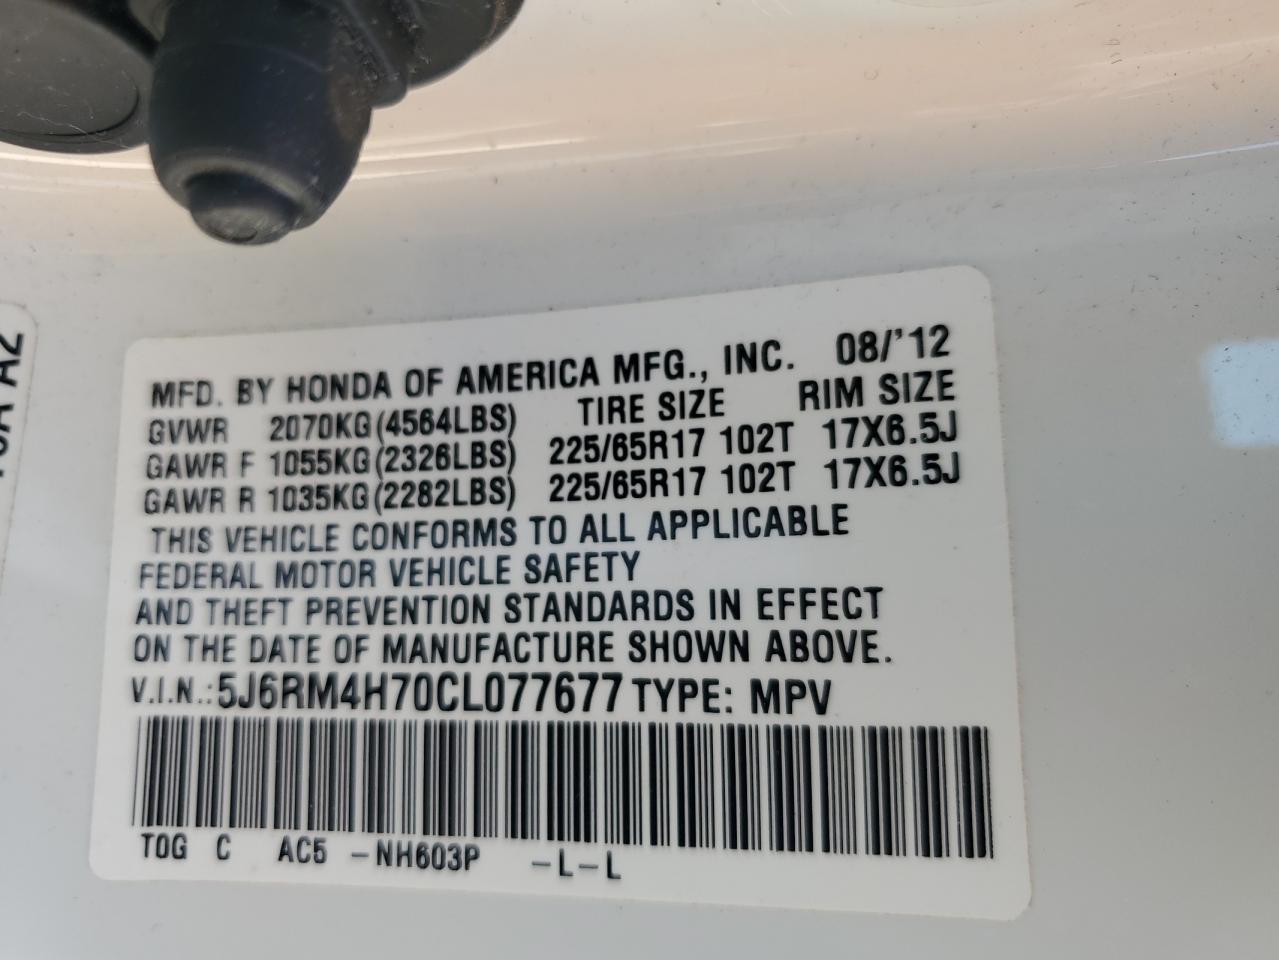 MFD. BY HONDA OF AMERICA MFG., INC. 08/'12
GVWR 2070KG(4564LBS) TIRE SIZE RIM SIZE
GAWR F 1055KG(2326LBS) 225/65R17 102T 17X6.5J
GAWR R 1035KG(2282LBS) 225/65R17 102T 17X6.5J
THIS VEHICLE CONFORMS TO ALL APPLICABLE
FEDERAL MOTOR VEHICLE SAFETY
AND THEFT PREVENTION STANDARDS IN EFFECT
ON THE DATE OF MANUFACTURE SHOWN ABOVE.
V.I.N.:5J6RM4H70CL077677 TYPE: MPV
T0G C AC5 -NH603P -L-L
A2